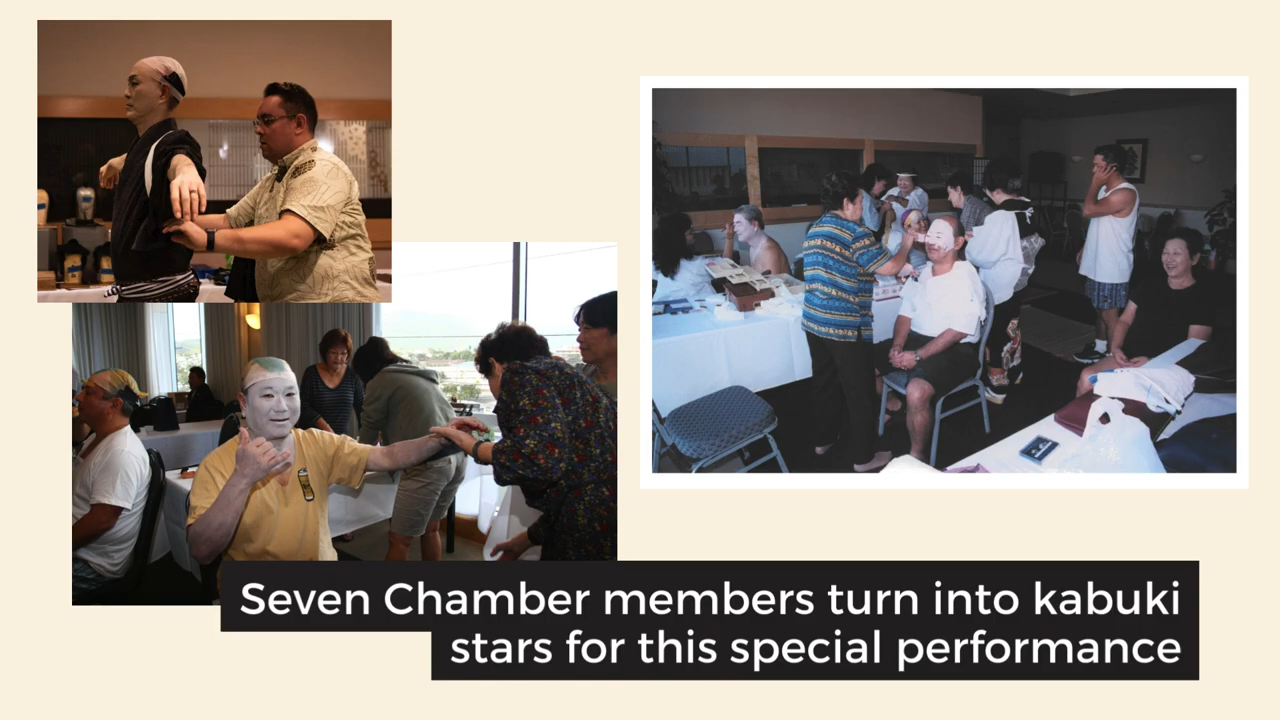 Seven Chamber members turn into kabuki
stars for this special performance